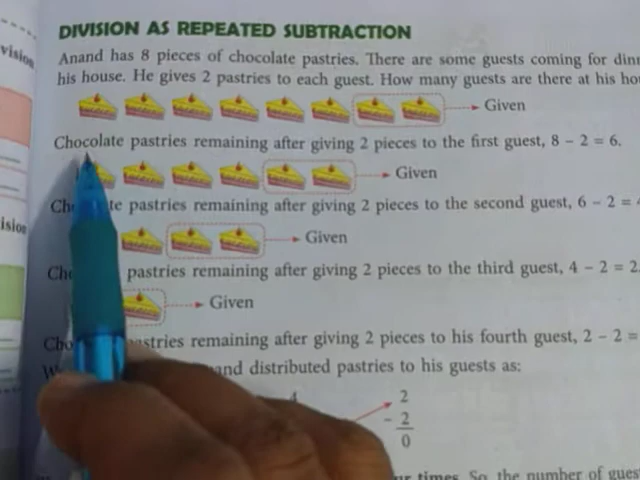 DIVISION AS REPEATED SUBTRACTION
Anand has 8 pieces of chocolate pastries. There are some guests coming for
his house. He gives 2 pastries to each guest. How many guests are there at his
Given
Chocolate pastries remaining after giving 2 pieces to the first guest, 8 – 2 = 6.
Given
pastries remaining after giving 2 pieces to the second guest, 6 – 2 =
Given
pastries remaining after giving 2 pieces to the third guest, 4 – 2 = 2
Given
remaining after giving 2 pieces to his fourth guest, 2 – 2 =
distributed pastries to his guests as:
2
- 2
0
times. So, the number of